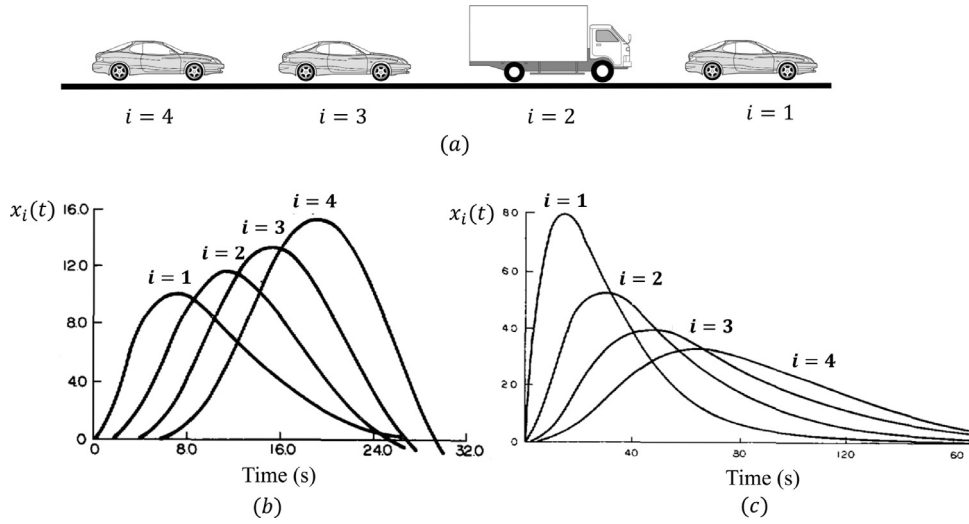 i = 4 i = 3 i = 2 i = 1
(a)
x_i(t)
16.0
12.0
8.0
4.0
0
i = 1
i = 2
i = 3
i = 4
0 8.0 16.0 24.0 32.0
Time (s)
(b)
x_i(t)
80
60
40
20
0
i = 1
i = 2
i = 3
i = 4
40 80 120 60
Time (s)
(c)